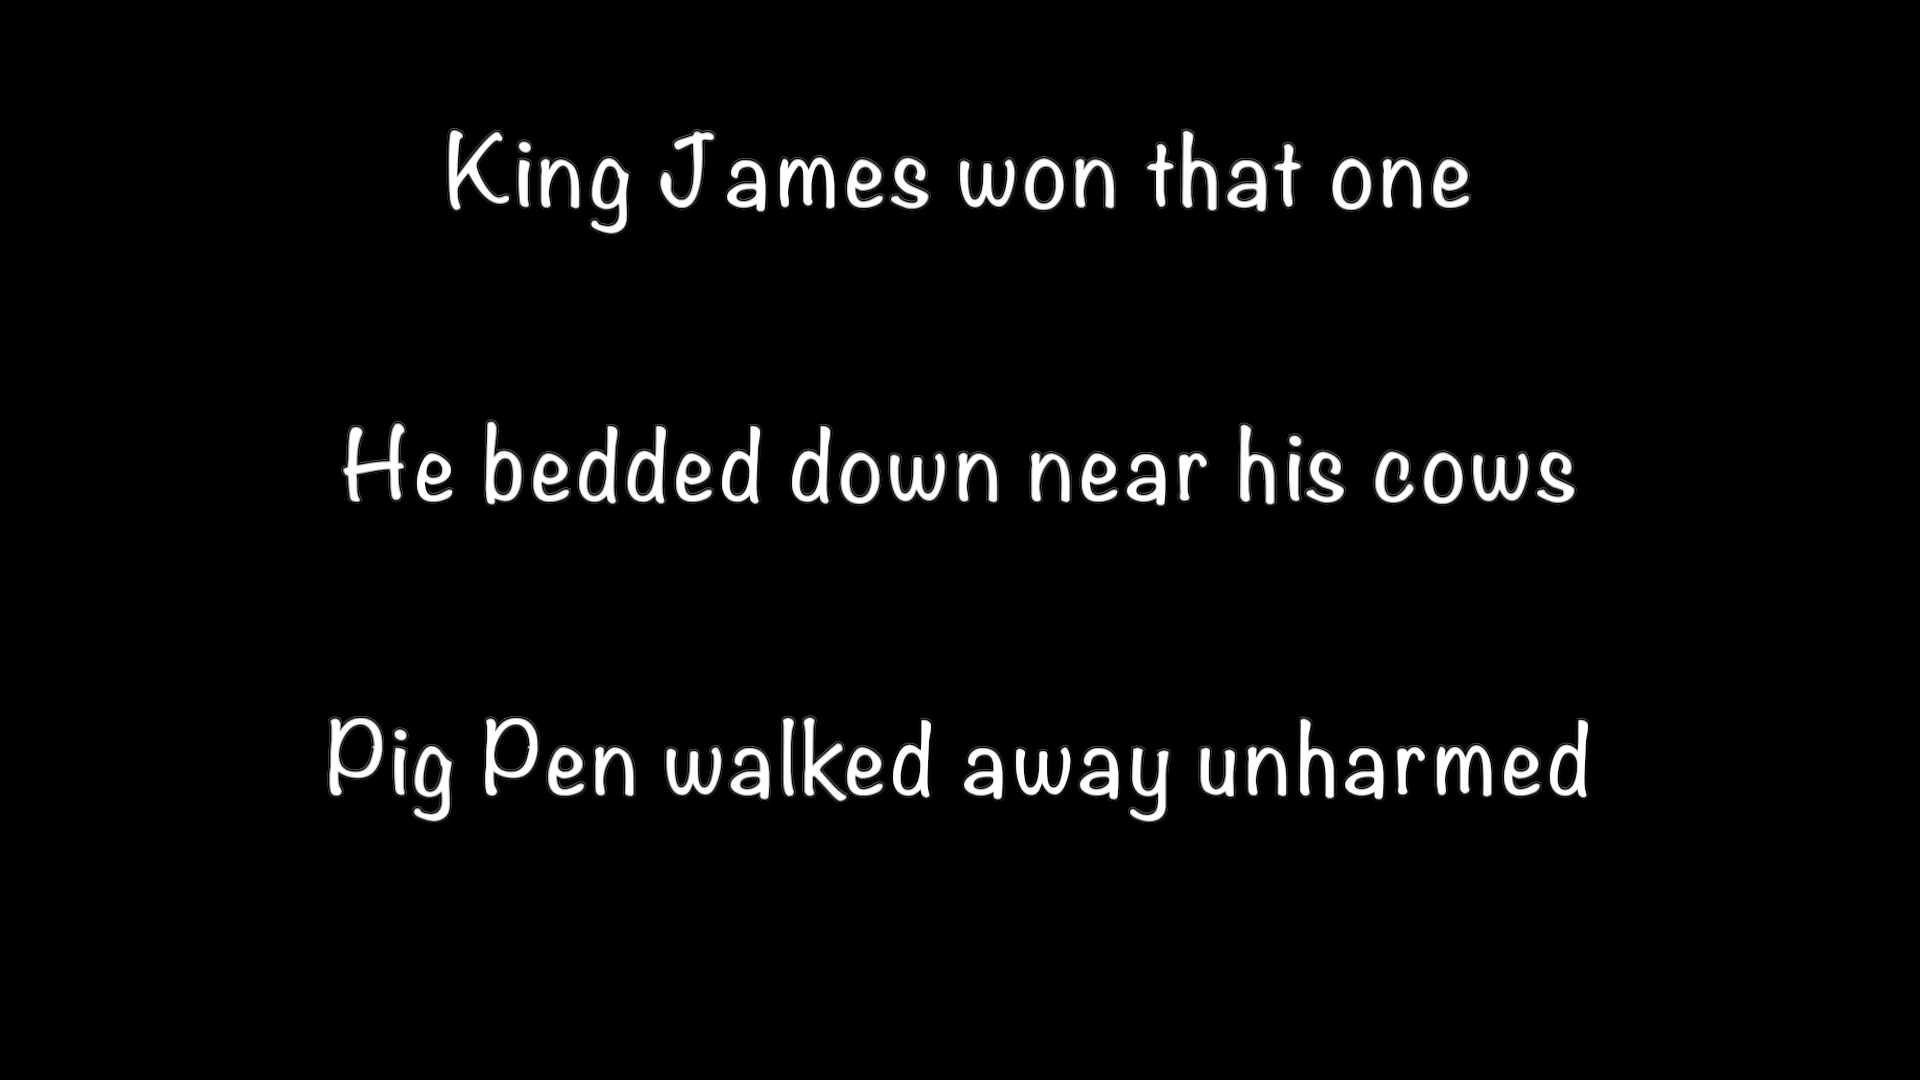 King James won that one
He bedded down near his cows
Pig Pen walked away unharmed